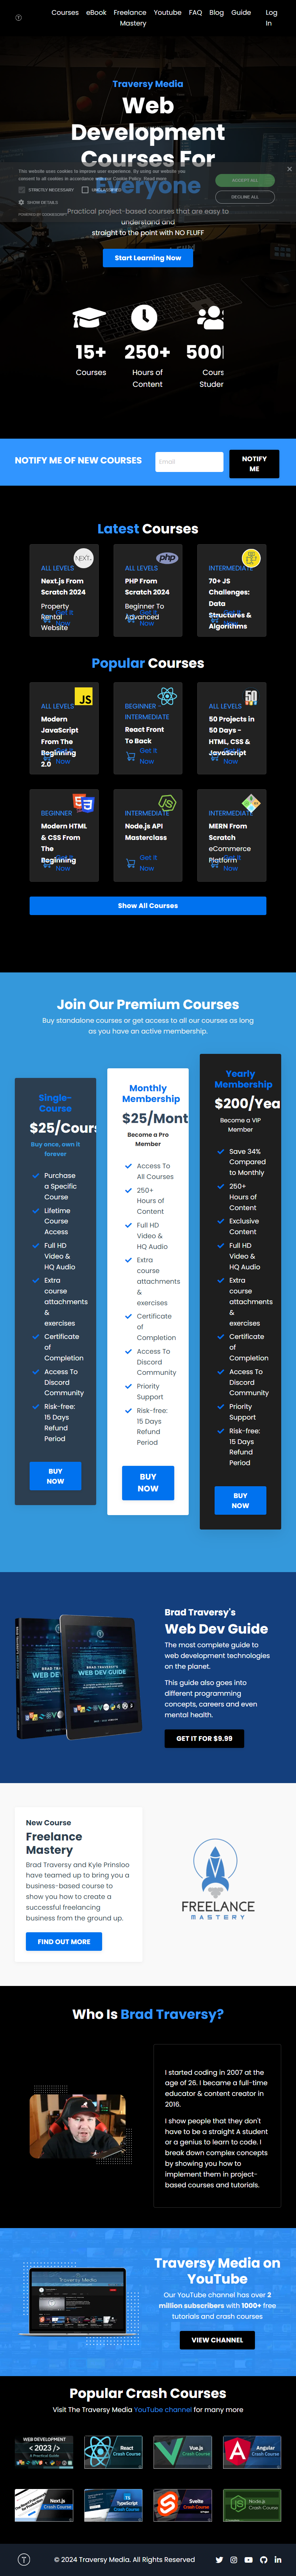 Courses eBook Freelance Mastery Youtube FAQ Blog Guide Log In
Traversy Media
Web
Development
Courses For
Everyone
This website uses cookies to improve user experience. By using our website you
consent to all cookies in accordance with our Cookie Policy. Read more
STRICTLY NECESSARY
SHOW DETAILS
POWERED BY COOKIESCRIPT
ACCEPT ALL
DECLINE ALL
Practical project-based courses that are easy to
understand and
straight to the point with NO FLUFF
Start Learning Now
15+ 250+ 500
Courses Hours of Content Cours Studen
NOTIFY ME OF NEW COURSES
Email
NOTIFY
ME
Latest Courses
NEXT
ALL LEVELS
Next.js From
Scratch 2024
Property
Rental
Website
Get It
Now
php
ALL LEVELS
PHP From
Scratch 2024
Beginner To
Advanced
Get It
Now
INTERMEDIATE
70+ JS
Challenges:
Data
Structures &
Algorithms
Get It
Now
Popular Courses
JS
ALL LEVELS
Modern
JavaScript
From The
Beginning
2.0
Get It
Now
BEGINNER
INTERMEDIATE
React Front
To Back
Get It
Now
50
ALL LEVELS
50 Projects in
50 Days -
HTML, CSS &
JavaScript
Get It
Now
BEGINNER
Modern HTML
& CSS From
The
Beginning
Get It
Now
INTERMEDIATE
Node.js API
Masterclass
Get It
Now
INTERMEDIATE
MERN From
Scratch
eCommerce
Platform
Get It
Now
Show All Courses
Join Our Premium Courses
Buy standalone courses or get access to all our courses as long
as you have an active membership.
Single-
Course
$25/Cours
Buy once, own it
forever
Purchase
a Specific
Course
Lifetime
Course
Access
Full HD
Video &
HQ Audio
Extra
course
attachments
&
exercises
Certificate
of
Completion
Access To
Discord
Community
Risk-free:
15 Days
Refund
Period
BUY
NOW
Monthly
Membership
$25/Mont
Become a Pro
Member
Access To
All Courses
250+
Hours of
Content
Full HD
Video &
HQ Audio
Extra
course
attachments
&
exercises
Certificate
of
Completion
Access To
Discord
Community
Priority
Support
Risk-free:
15 Days
Refund
Period
BUY
NOW
Yearly
Membership
$200/Yea
Become a VIP
Member
Save 34%
Compared
to Monthly
250+
Hours of
Content
Exclusive
Content
Full HD
Video &
HQ Audio
Extra
course
attachments
&
exercises
Certificate
of
Completion
Access To
Discord
Community
Priority
Support
Risk-free:
15 Days
Refund
Period
BUY
NOW
BRAD TRAVERSY'S
WEB DEV GUIDE
Brad Traversy's
Web Dev Guide
The most complete guide to
web development technologies
on the planet.
This guide also goes into
different programming
concepts, careers and even
mental health.
GET IT FOR $9.99
New Course
Freelance
Mastery
Brad Traversy and Kyle Prinsloo
have teamed up to bring you a
business-based course to
show you how to create a
successful freelancing
business from the ground up.
FIND OUT MORE
FREELANCE
MASTERY
Who Is Brad Traversy?
I started coding in 2007 at the
age of 26. I became a full-time
educator & content creator in
2016.
I show people that they don't
have to be a straight A student
or a genius to learn to code. I
break down complex concepts
by showing you how to
implement them in project-
based courses and tutorials.
Traversy Media
Traversy Media on
YouTube
Our YouTube channel has over 2
million subscribers with 1000+ free
tutorials and crash courses
VIEW CHANNEL
Popular Crash Courses
Visit The Traversy Media YouTube channel for many more
WEB DEVELOPMENT
< 2023 />
A Practical Guide
React
Crash Course
Vue.js
Crash Course
Angular
Crash Course
Next.js
Crash Course
TS
TypeScript
Crash Course
Svelte
Crash Course
Node.js
Crash Course
© 2024 Traversy Media. All Rights Reserved